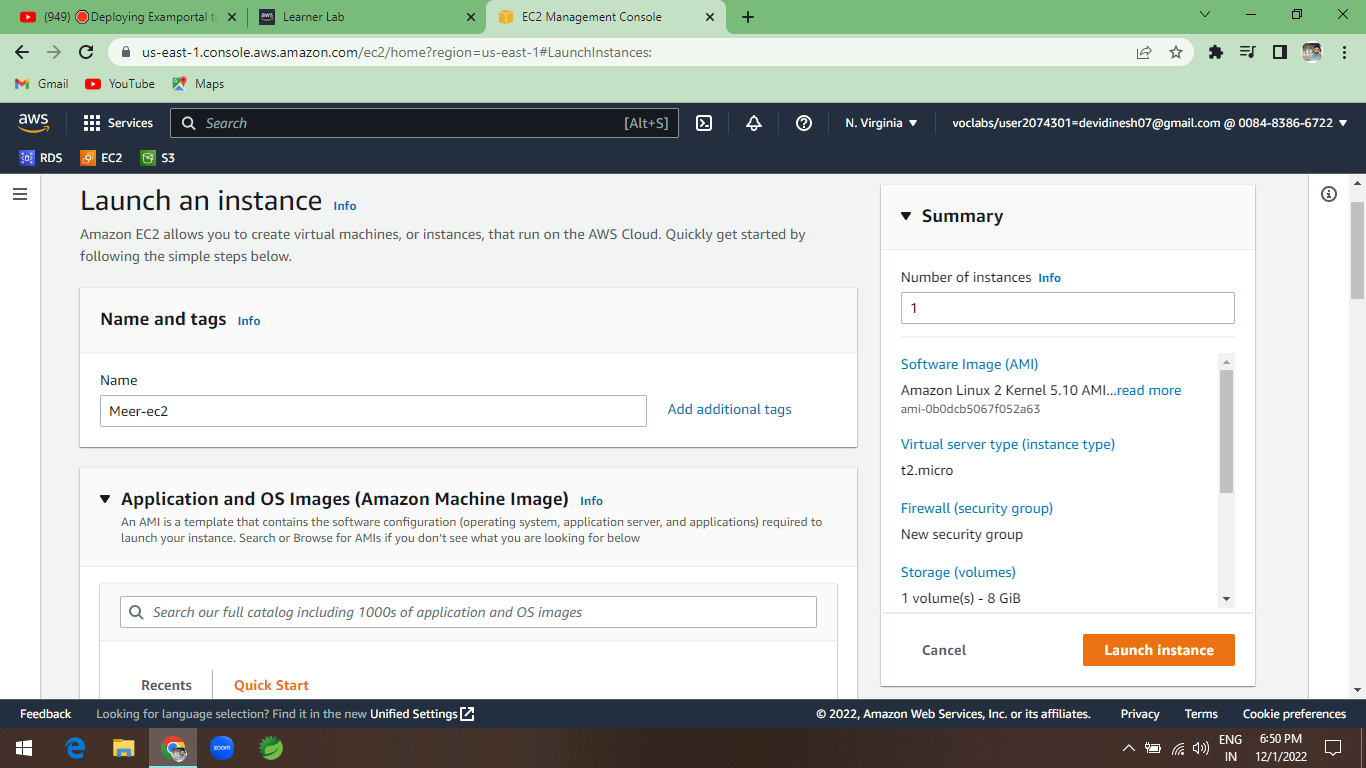 (949) 🔴Deploying Examportal to
Learner Lab
EC2 Management Console
us-east-1.console.aws.amazon.com/ec2/home?region=us-east-1#LaunchInstances:
Gmail
YouTube
Maps
aws
Services
Search
[Alt+S]
N. Virginia
voclabs/user2074301=devidinesh07@gmail.com @ 0084-8386-6722
RDS
EC2
S3
Launch an instance Info
Amazon EC2 allows you to create virtual machines, or instances, that run on the AWS Cloud. Quickly get started by
following the simple steps below.
Name and tags Info
Name
Meer-ec2
Add additional tags
Application and OS Images (Amazon Machine Image) Info
An AMI is a template that contains the software configuration (operating system, application server, and applications) required to
launch your instance. Search or Browse for AMIs if you don't see what you are looking for below
Search our full catalog including 1000s of application and OS images
Recents
Quick Start
Summary
Number of instances Info
1
Software Image (AMI)
Amazon Linux 2 Kernel 5.10 AMI...read more
ami-0b0dcb5067f052a63
Virtual server type (instance type)
t2.micro
Firewall (security group)
New security group
Storage (volumes)
1 volume(s) - 8 GiB
Cancel
Launch instance
Feedback
Looking for language selection? Find it in the new Unified Settings
© 2022, Amazon Web Services, Inc. or its affiliates.
Privacy
Terms
Cookie preferences
zoom
ENG
IN
6:50 PM
12/1/2022